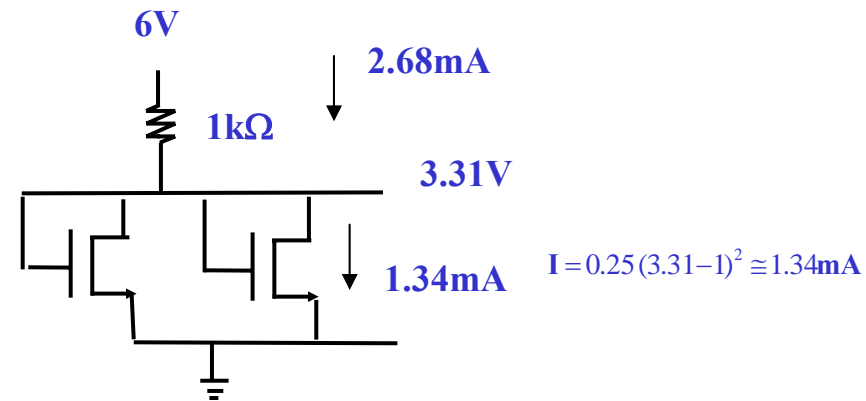 6V
2.68mA
1kΩ
3.31V
1.34mA
I = 0.25(3.31−1)² ≅ 1.34mA